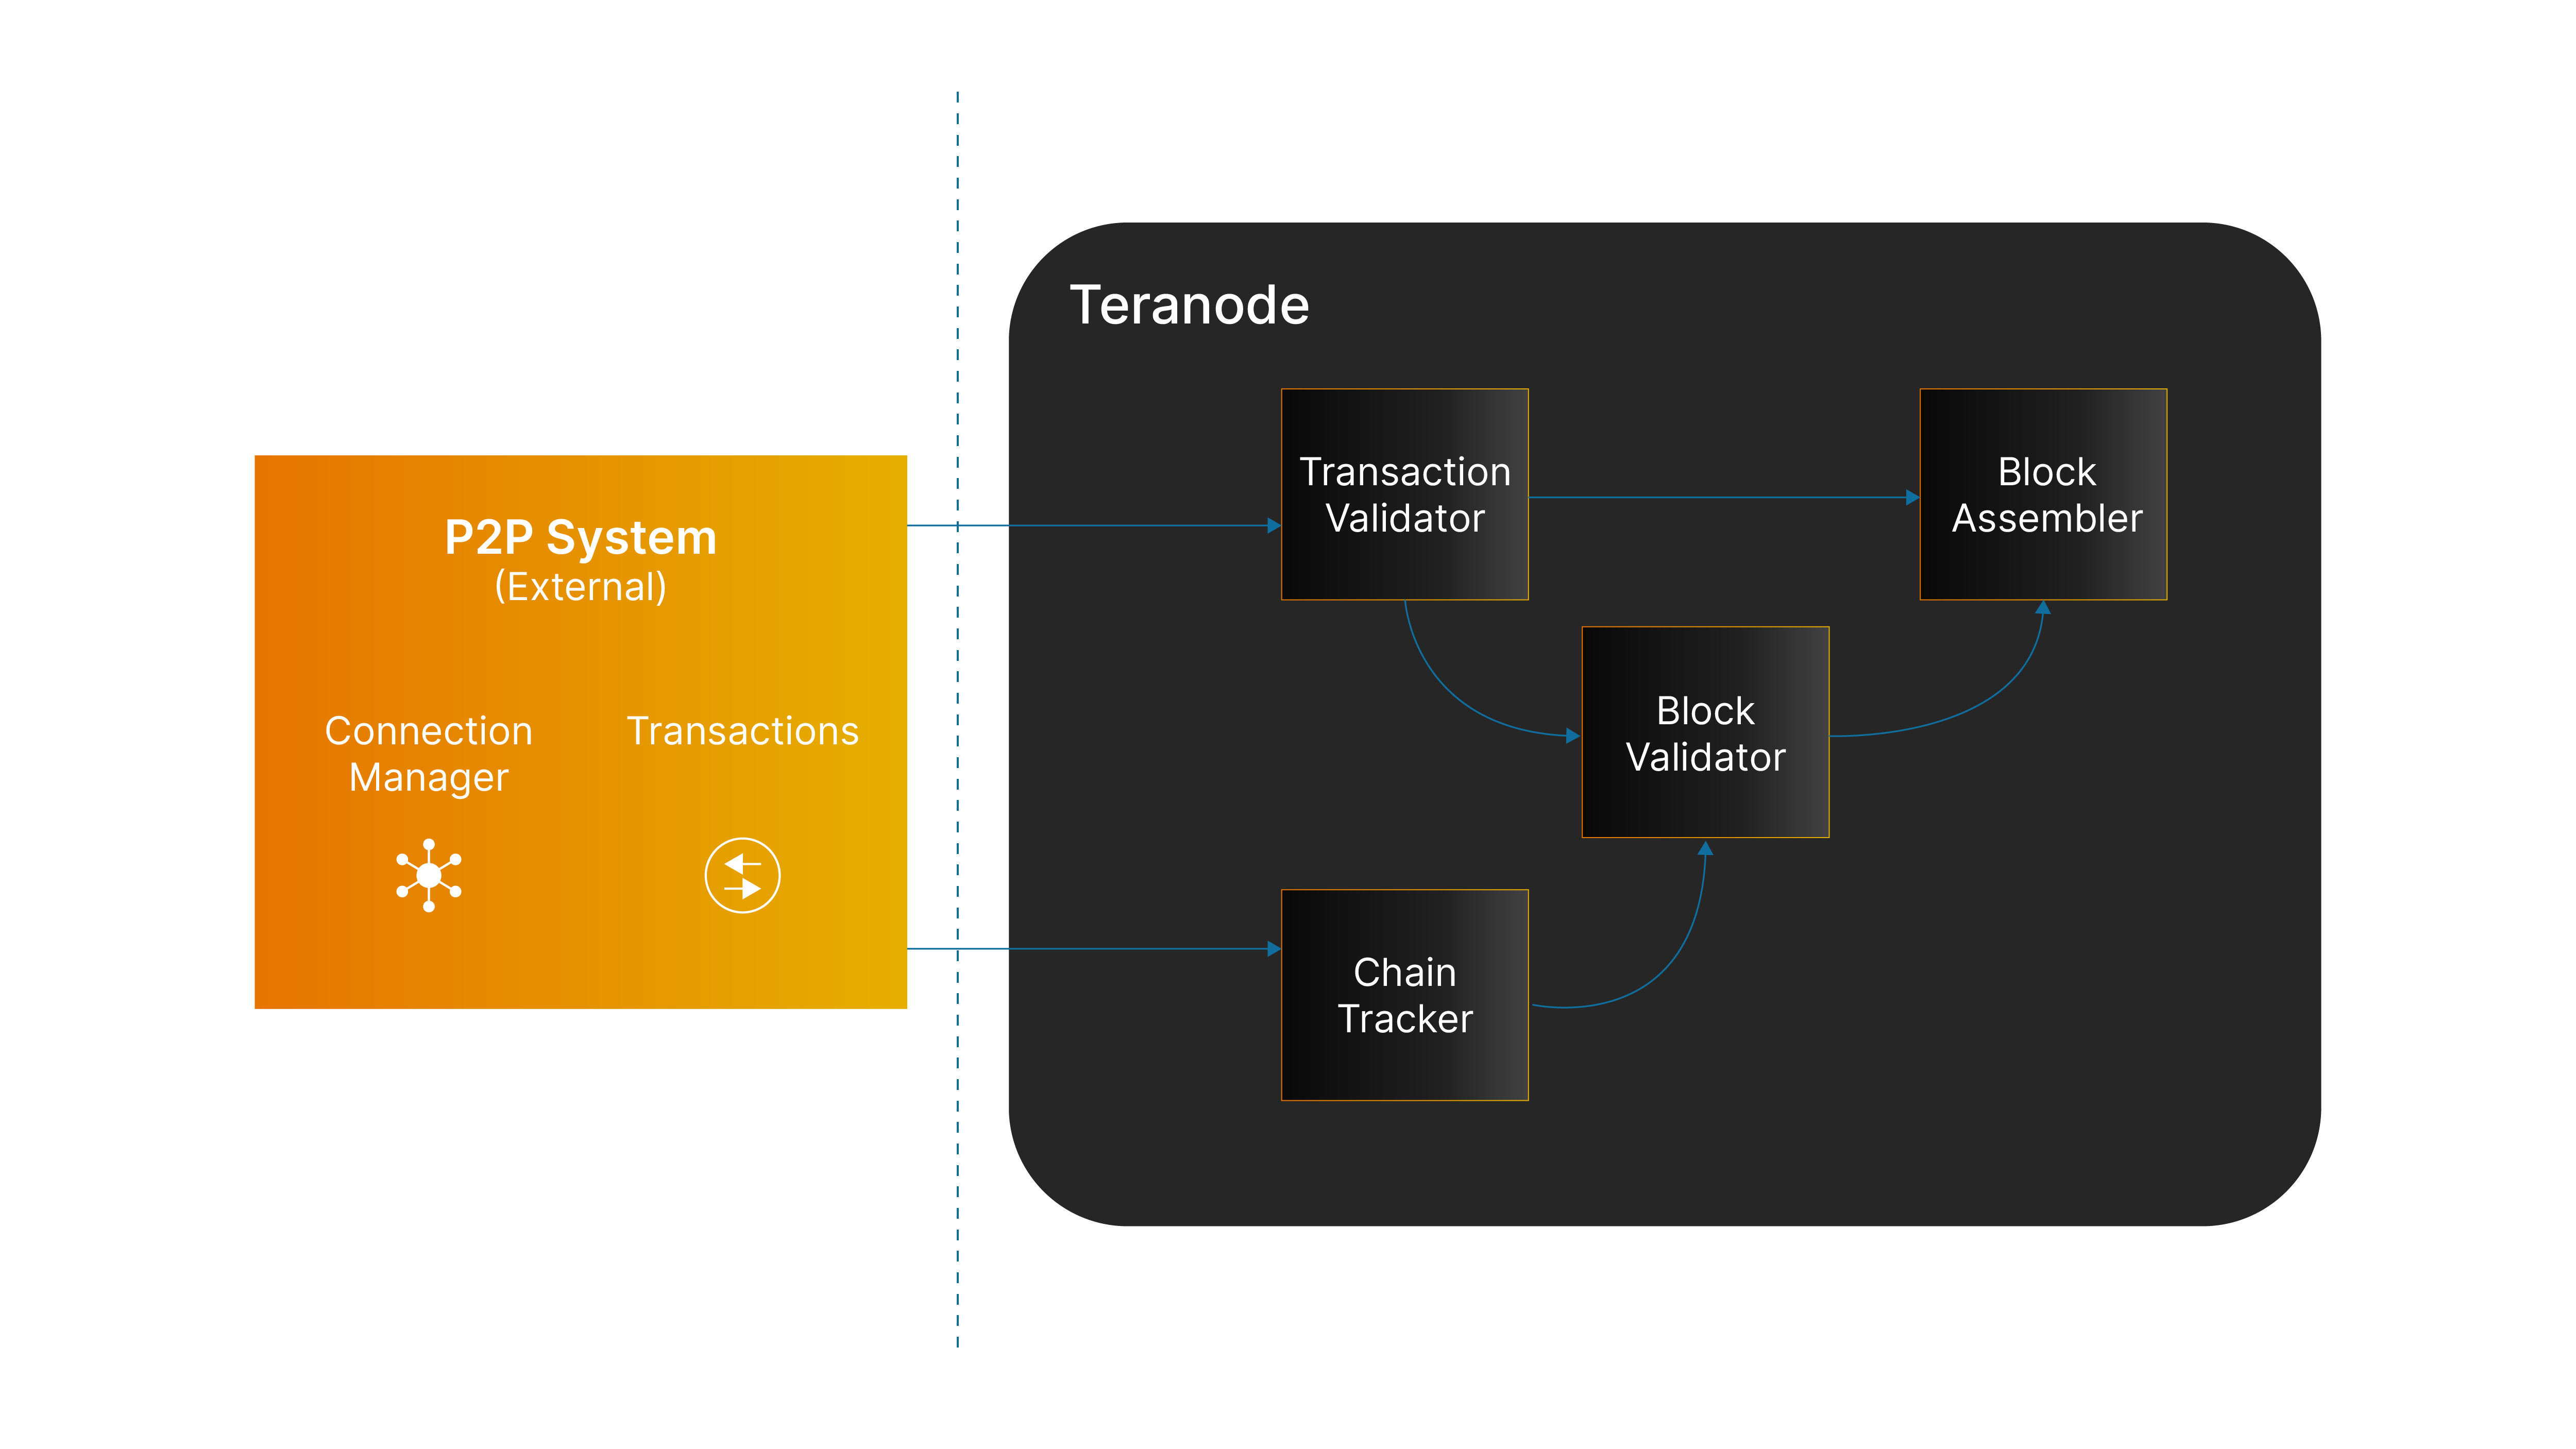 Teranode
P2P System
(External)
Connection
Manager
Transactions
Transaction
Validator
Block
Assembler
Block
Validator
Chain
Tracker